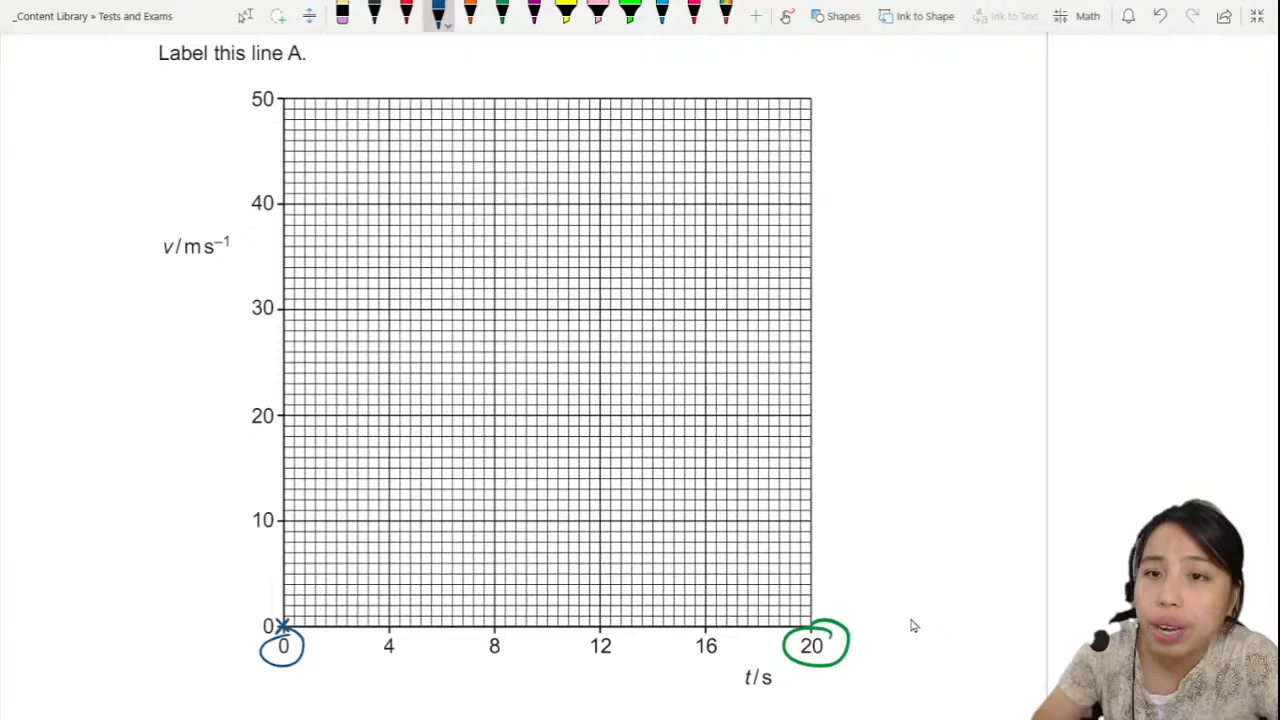 _Content Library » Tests and Exams
Shapes
Ink to Shape
Ink to Text
Math
Label this line A.
50
40
v/m s⁻¹
30
20
10
0
0 4 8 12 16 20
t/s